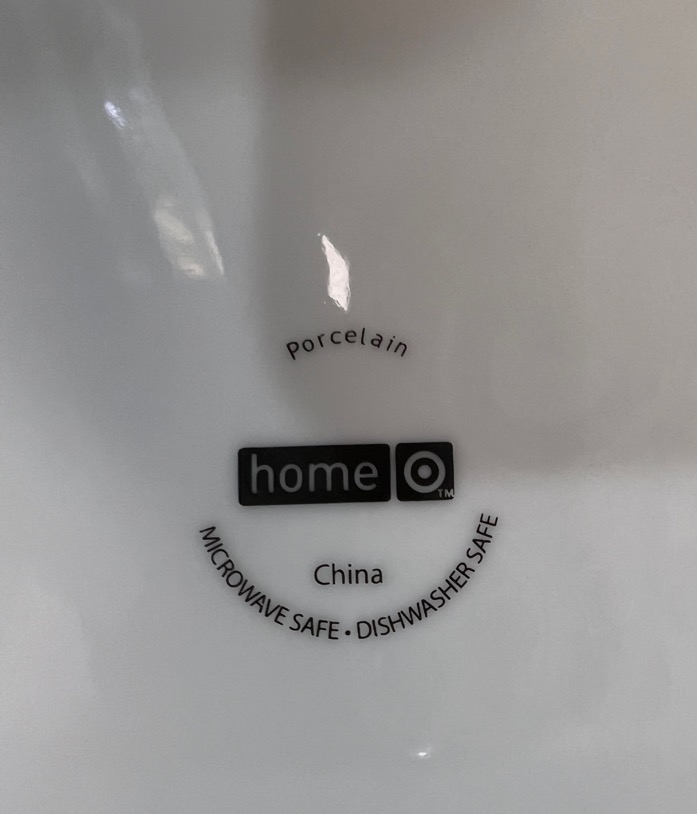 Porcelain
home TM
China
MICROWAVE SAFE • DISHWASHER SAFE